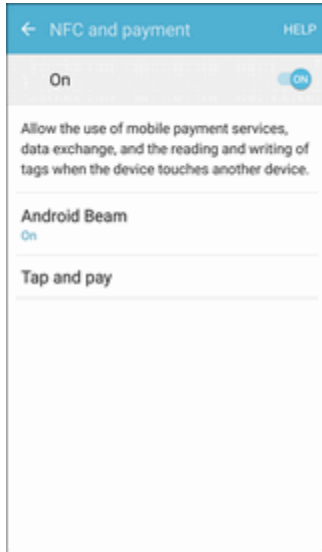 NFC and payment HELP
On ON
Allow the use of mobile payment services,
data exchange, and the reading and writing of
tags when the device touches another device.
Android Beam
On
Tap and pay